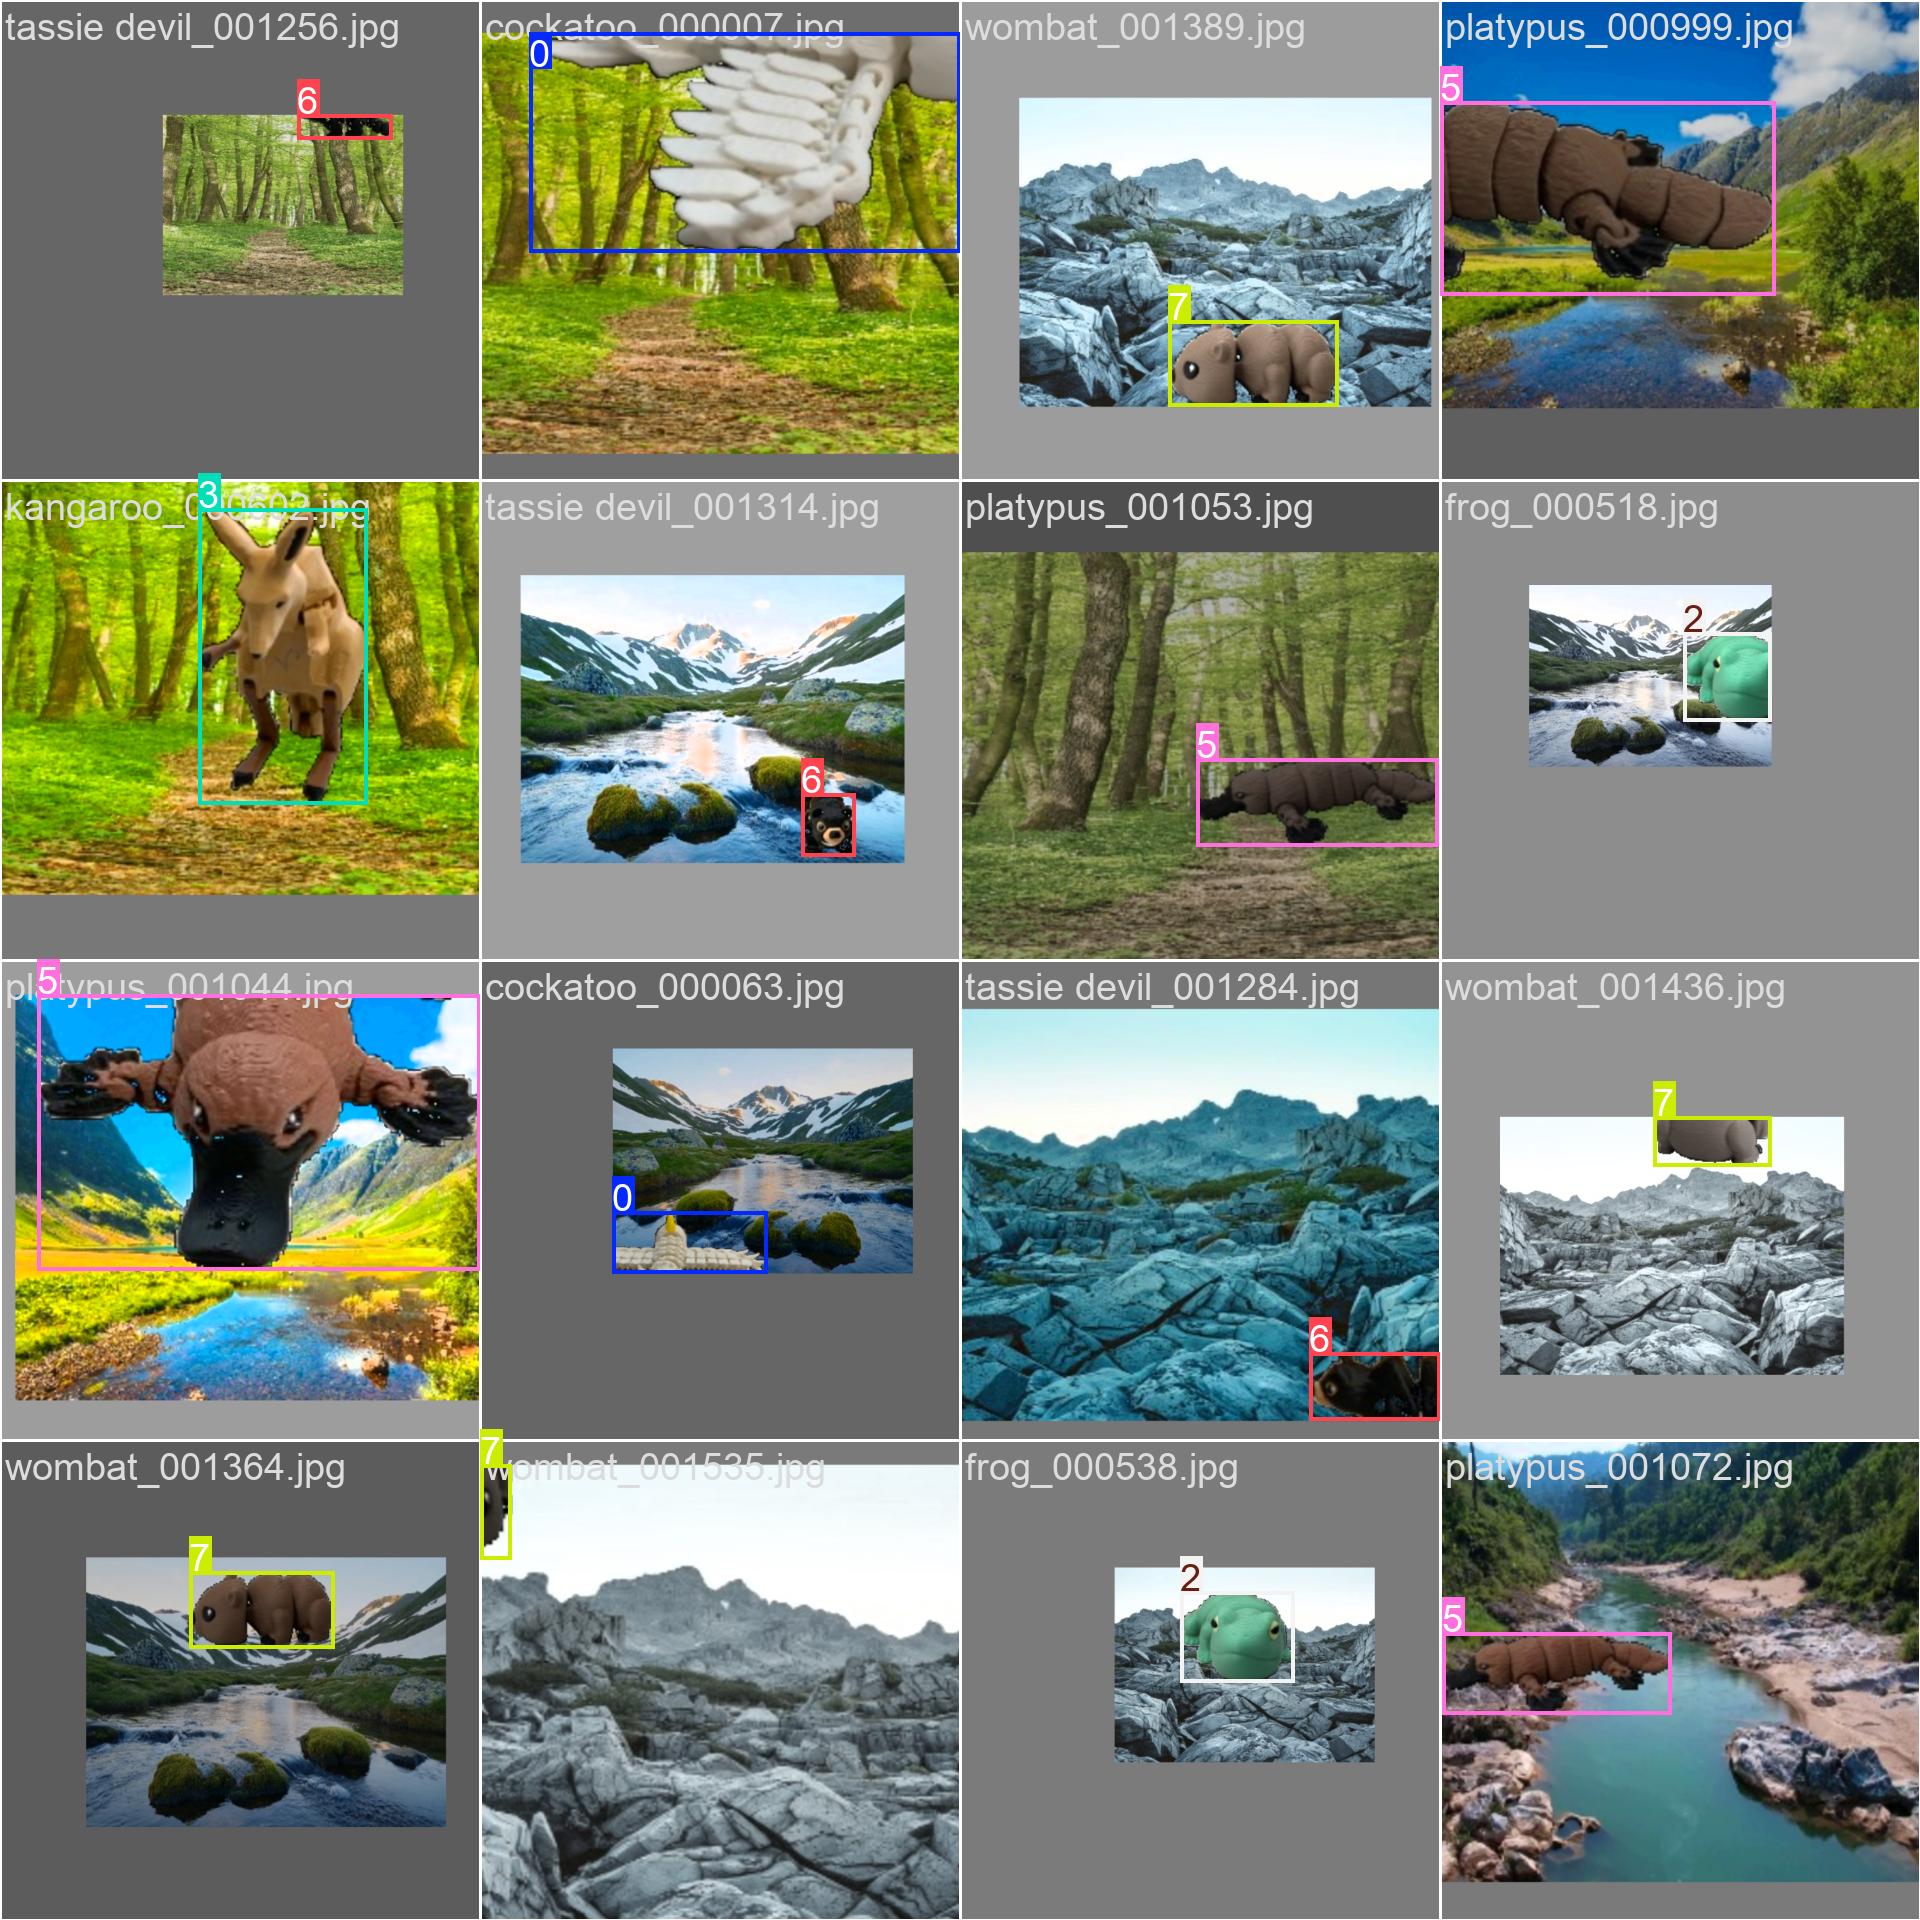 tassie devil_001256.jpg
6
cockatoo_000007.jpg
0
wombat_001389.jpg
7
platypus_000999.jpg
5
3
tassie devil_001314.jpg
6
platypus_001053.jpg
5
frog_000518.jpg
2
platypus_001044.jpg
5
cockatoo_000063.jpg
0
tassie devil_001284.jpg
6
wombat_001436.jpg
7
wombat_001364.jpg
7
wombat_001535.jpg
7
frog_000538.jpg
2
platypus_001072.jpg
5